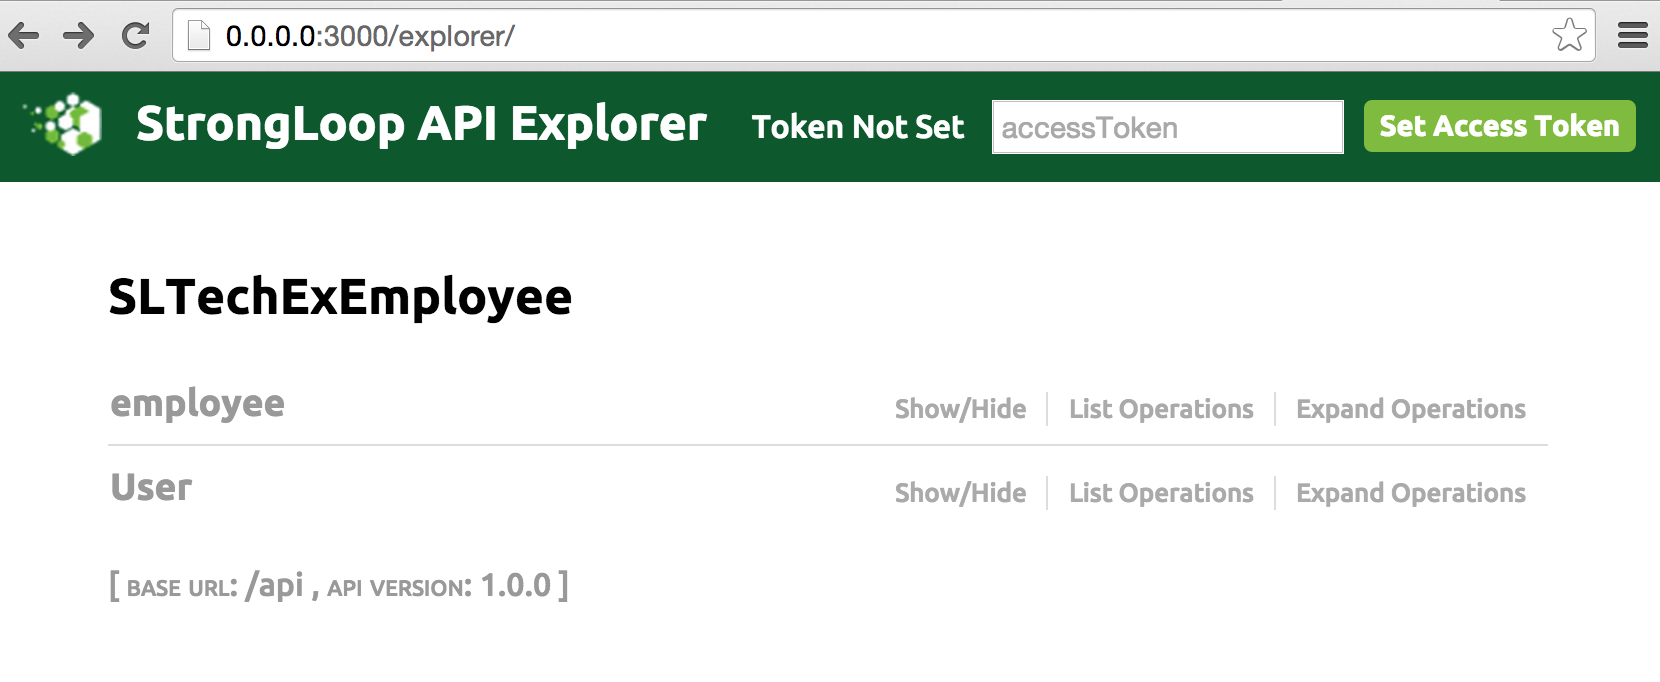 0.0.0.0:3000/explorer/
StrongLoop API Explorer Token Not Set accessToken Set Access Token
SLTechExEmployee
employee Show/Hide List Operations Expand Operations
User Show/Hide List Operations Expand Operations
[ BASE URL: /api , API VERSION: 1.0.0 ]